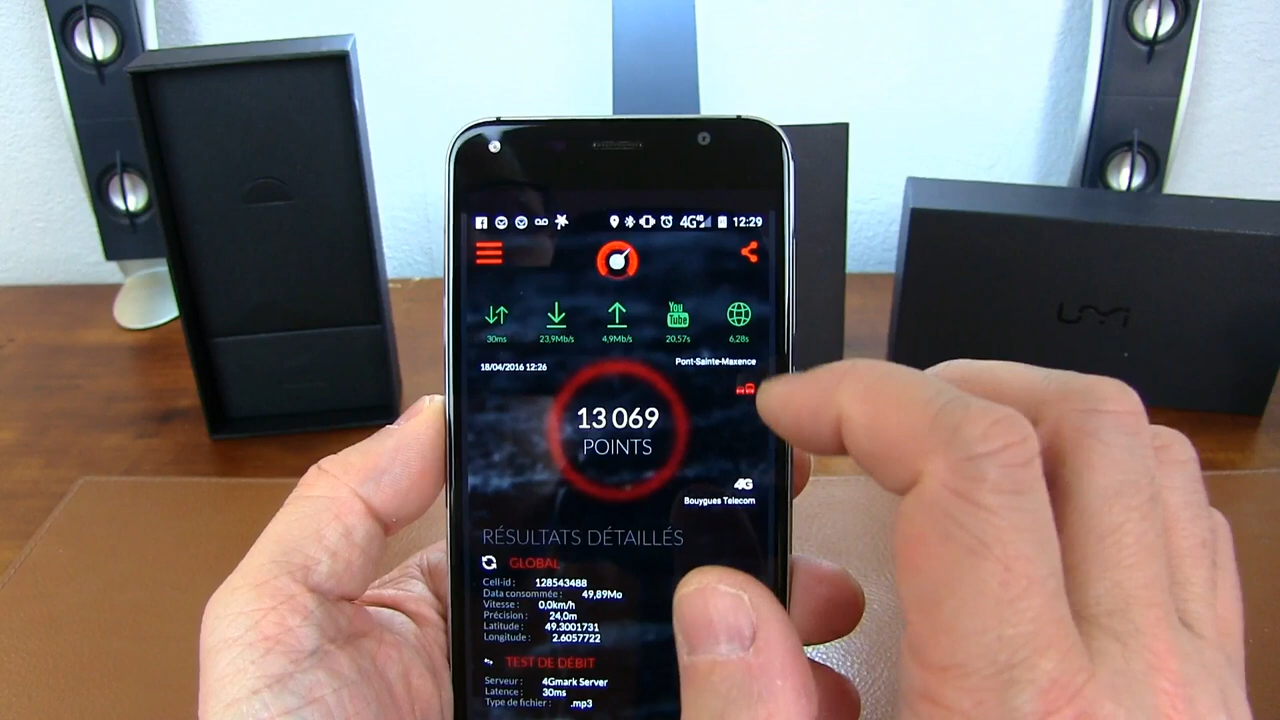 4G 4G 12:29
30ms
23,9Mb/s
4,9Mb/s
You
Tube
20,57s
6,28s
18/04/2016 12:26
Pont-Sainte-Maxence
13 069
POINTS
4G
Bouygues Telecom
RÉSULTATS DÉTAILLÉS
GLOBAL
Cell-id : 128543488
Data consommée : 49,89Mo
Vitesse : 0,0km/h
Précision : 24,0m
Latitude : 49.3001731
Longitude : 2.6057722
TEST DE DÉBIT
Serveur : 4Gmark Server
Latence : 30ms
Type de fichier : .mp3
UMI